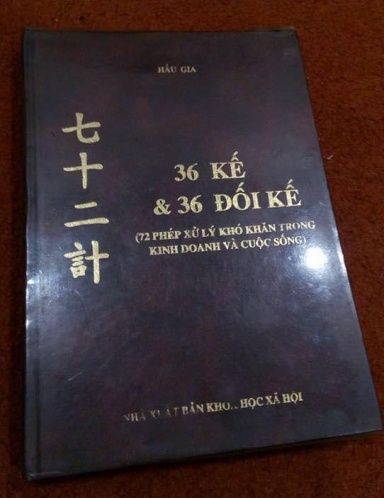 HẦU GIA
七十二計
36 KẾ
& 36 ĐỐI KẾ
(72 PHÉP XỬ LÝ KHÓ KHĂN TRONG
KINH DOANH VÀ CUỘC SỐNG)
NHÀ XUẤT BẢN HỌC XÃ HỘI